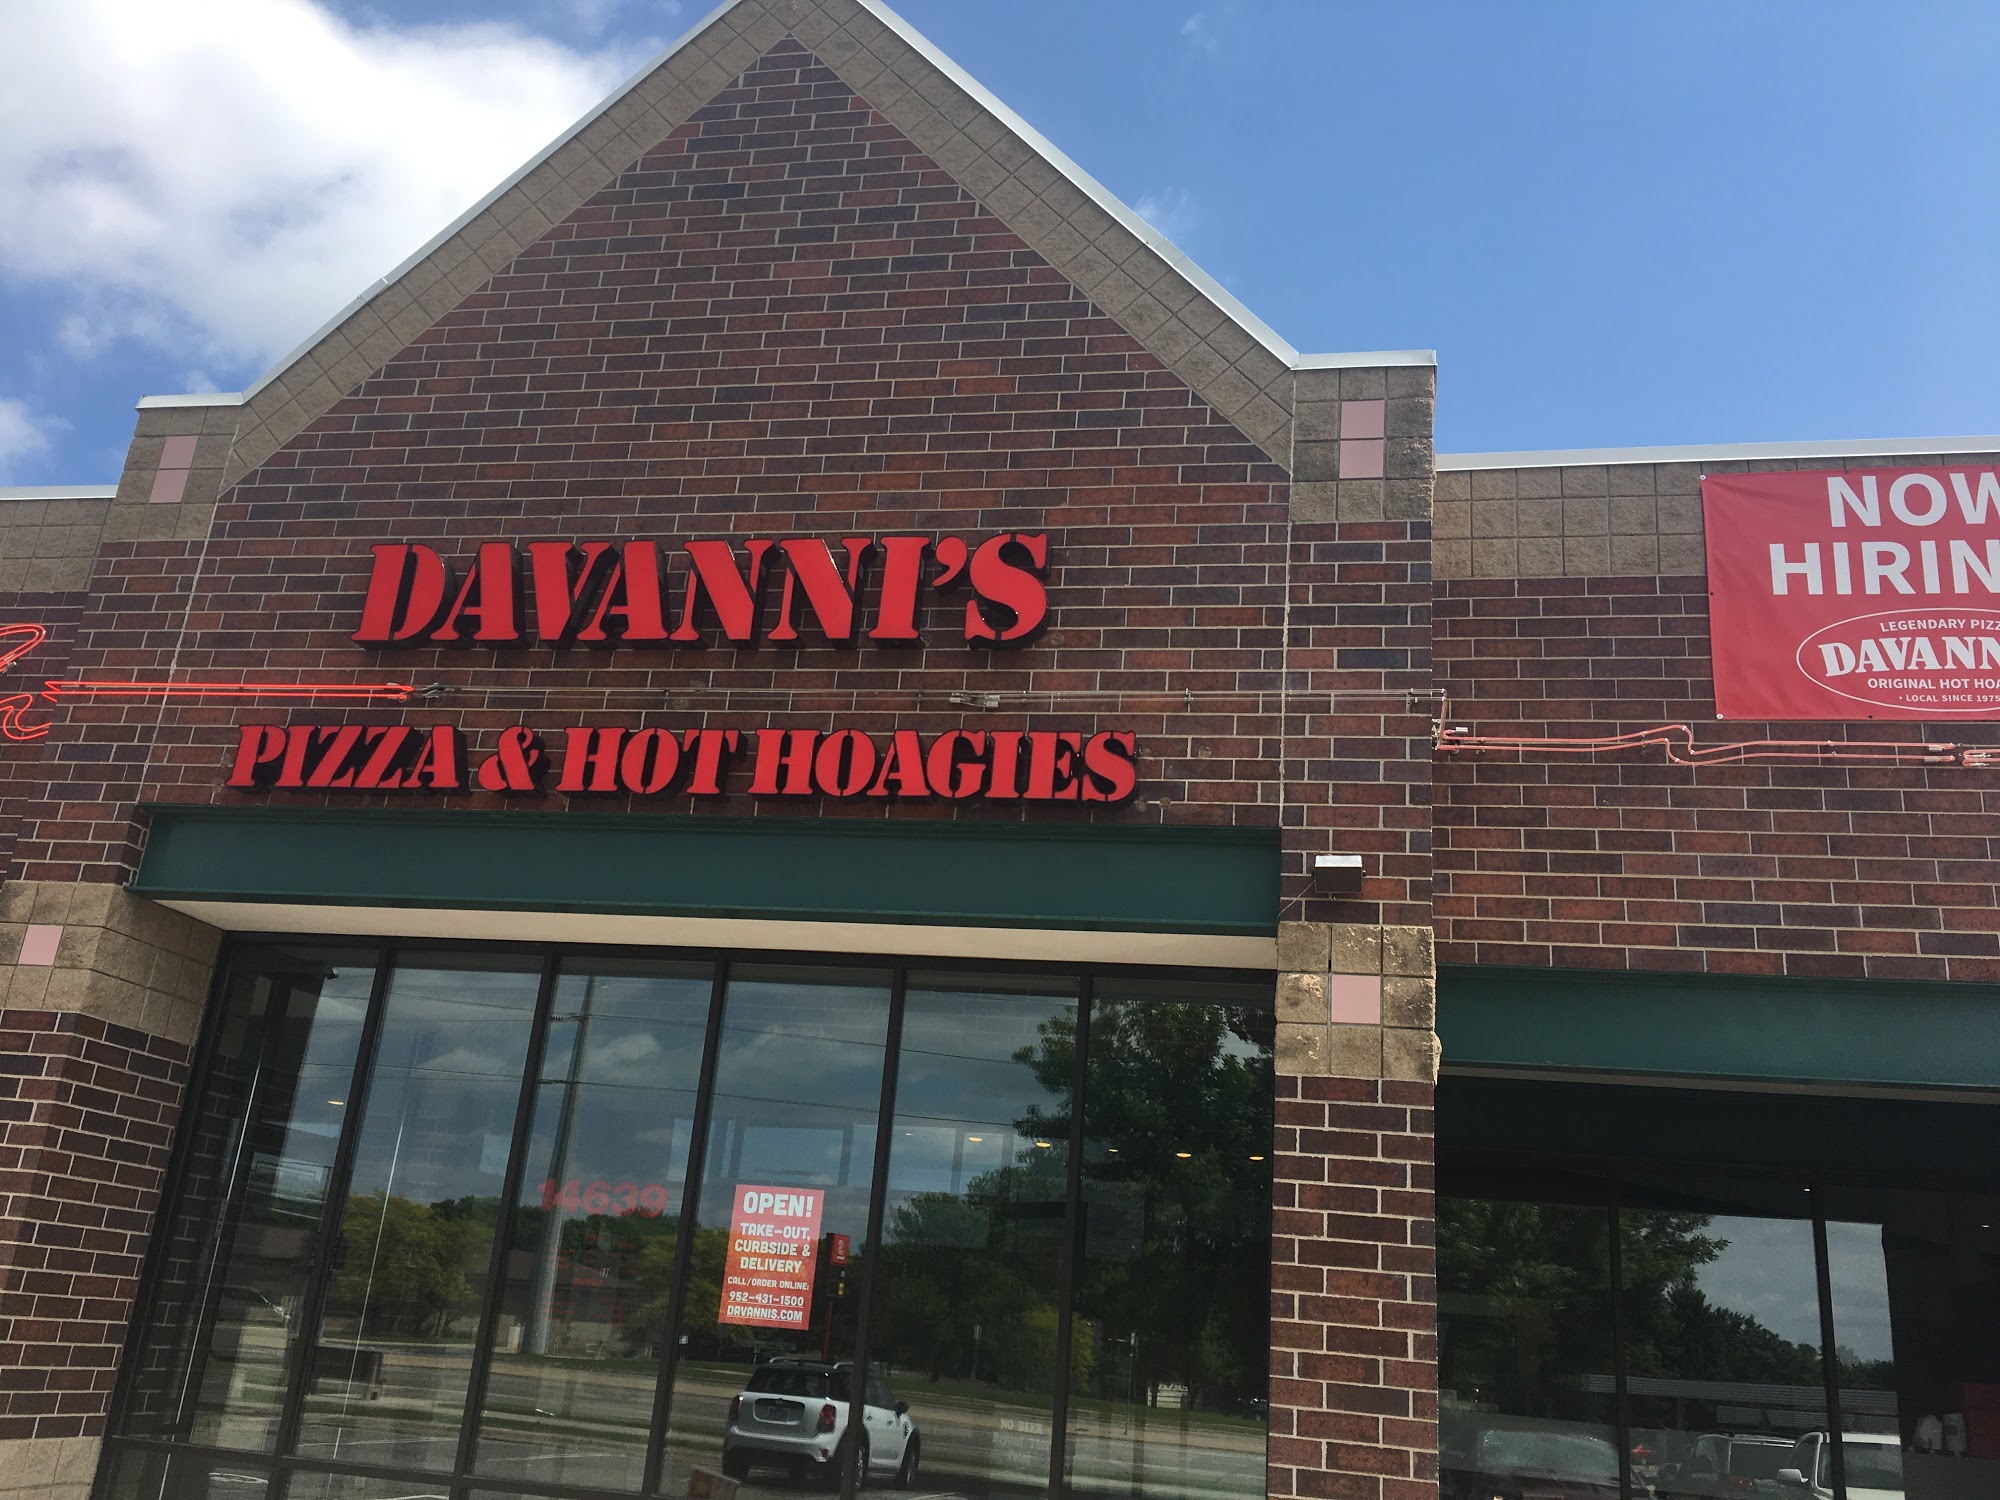 DAVANNI'S
PIZZA & HOT HOAGIES
NOW
HIRIN
LEGENDARY PIZZ
DAVANN
ORIGINAL HOT HOA
• LOCAL SINCE 1975
14639
OPEN!
TAKE-OUT,
CURBSIDE &
DELIVERY
CALL/ORDER ONLINE:
952-431-1500
DAVANNIS.COM